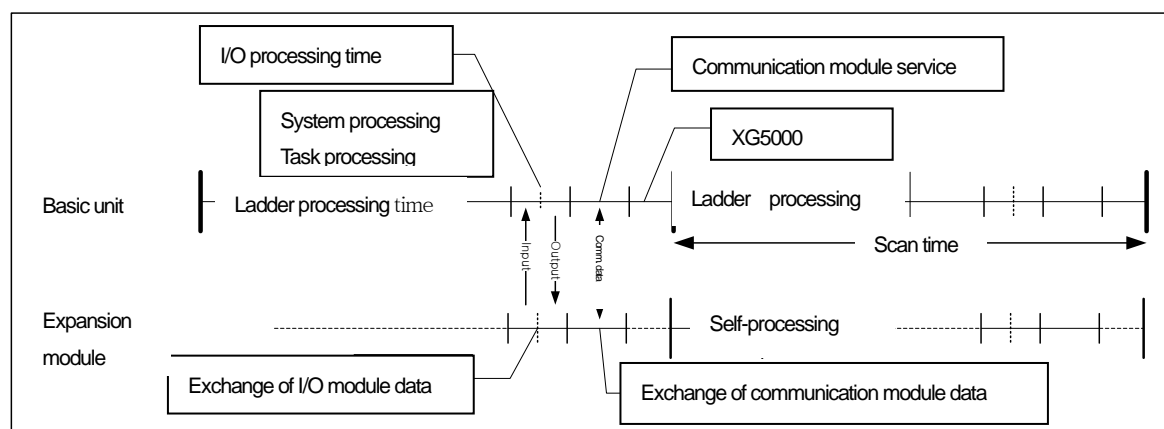 I/O processing time
Communication module service
System processing
Task processing
XG5000
Basic unit
Ladder processing time
Ladder processing
Input
Output
Comm. data
Scan time
Expansion
module
Self-processing
Exchange of I/O module data
Exchange of communication module data